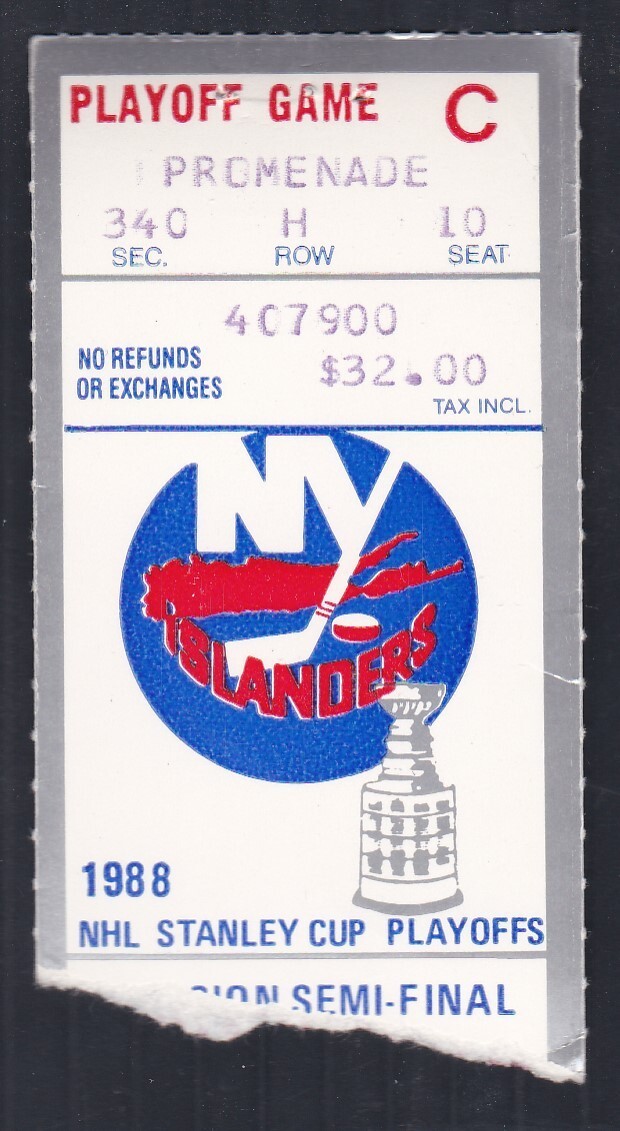 PLAYOFF GAME C
PROMENADE
340 H 10
SEC. ROW SEAT
407900
NO REFUNDS
OR EXCHANGES
$32.00
TAX INCL.
NY
ISLANDERS
1988
NHL STANLEY CUP PLAYOFFS
SEMI-FINAL